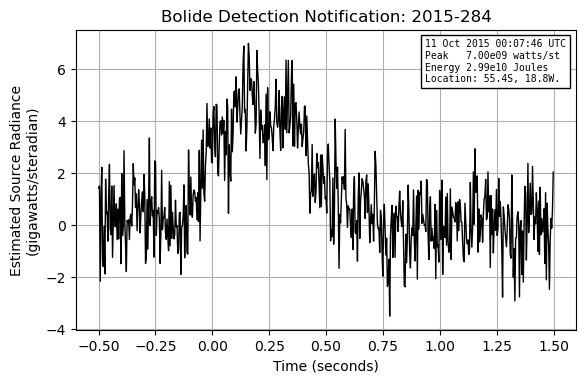 Bolide Detection Notification: 2015-284
11 Oct 2015 00:07:46 UTC
Peak   7.00e09 watts/st
Energy 2.99e10 Joules
Location: 55.4S, 18.8W.
Estimated Source Radiance
(gigawatts/steradian)
6
4
2
0
−2
−4
−0.50 −0.25 0.00 0.25 0.50 0.75 1.00 1.25 1.50
Time (seconds)